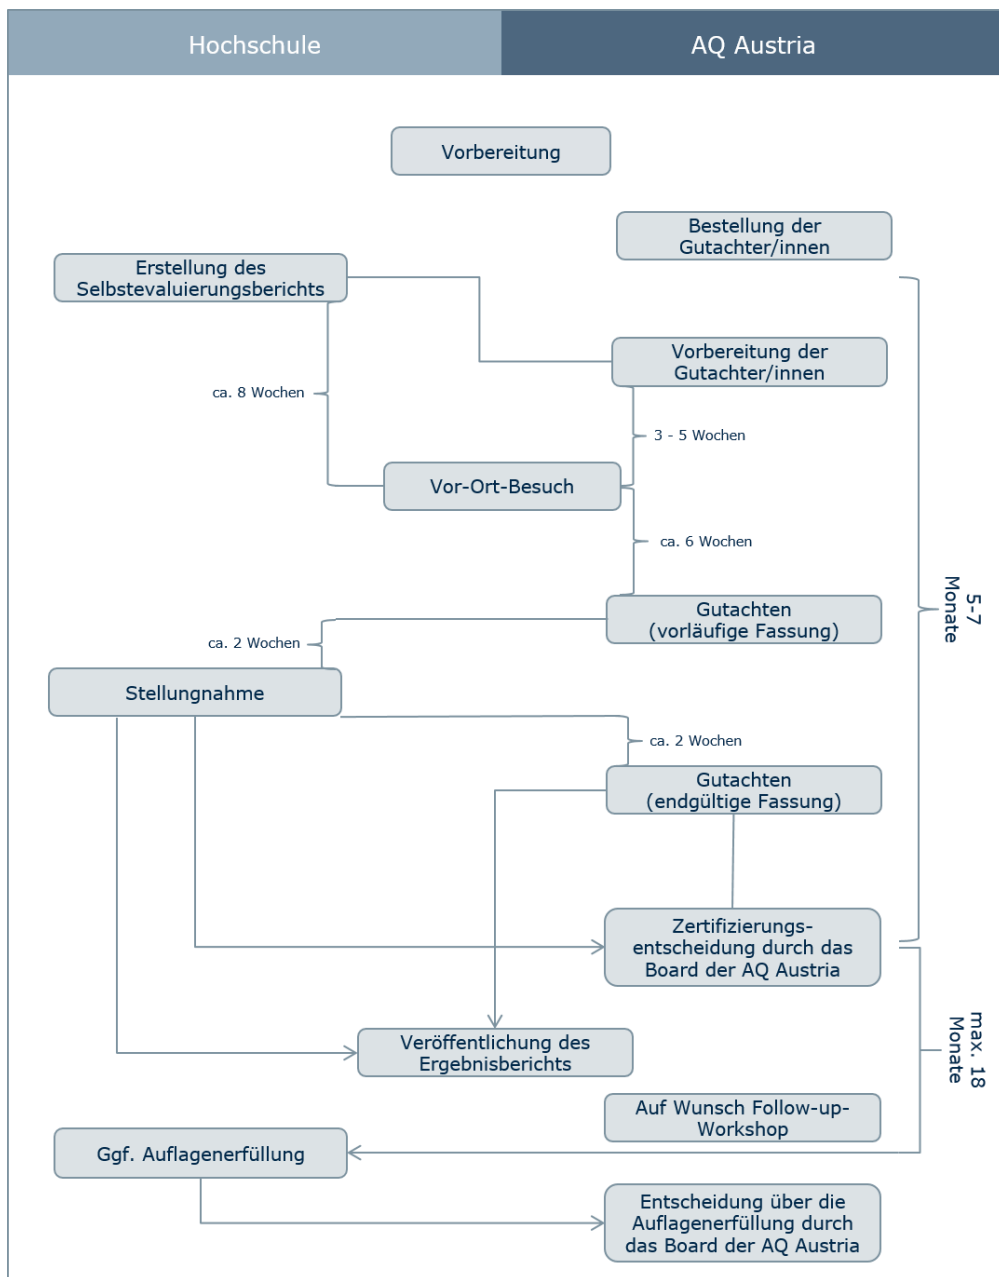 Hochschule
AQ Austria
Vorbereitung
Bestellung der
Gutachter/innen
Erstellung des
Selbstevaluierungsberichts
Vorbereitung der
Gutachter/innen
ca. 8 Wochen
3 - 5 Wochen
Vor-Ort-Besuch
ca. 6 Wochen
5-7
Monate
Gutachten
(vorläufige Fassung)
ca. 2 Wochen
Stellungnahme
ca. 2 Wochen
Gutachten
(endgültige Fassung)
Zertifizierungs-
entscheidung durch das
Board der AQ Austria
max. 18
Monate
Veröffentlichung des
Ergebnisberichts
Auf Wunsch Follow-up-
Workshop
Ggf. Auflagenerfüllung
Entscheidung über die
Auflagenerfüllung durch
das Board der AQ Austria